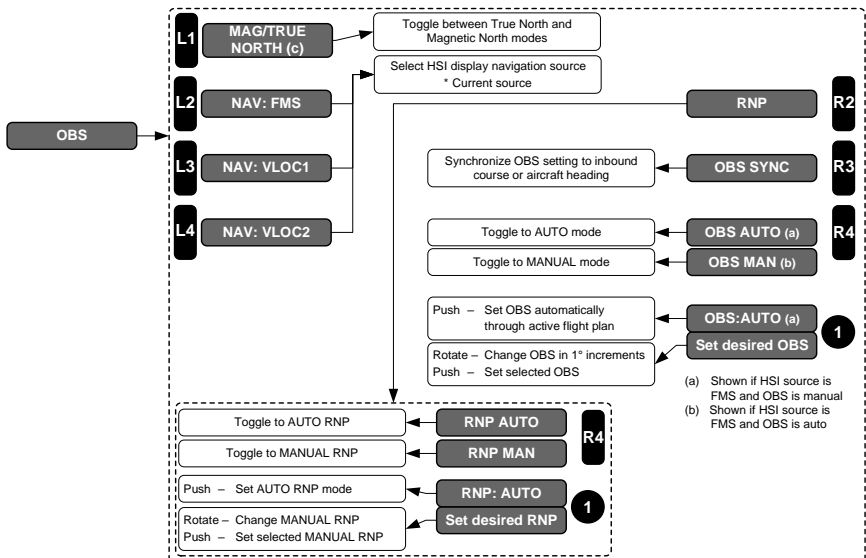 OBS
L1
MAG/TRUE
NORTH (c)
Toggle between True North and
Magnetic North modes
Select HSI display navigation source
* Current source
L2
NAV: FMS
RNP
R2
L3
NAV: VLOC1
Synchronize OBS setting to inbound
course or aircraft heading
OBS SYNC
R3
L4
NAV: VLOC2
Toggle to AUTO mode
OBS AUTO (a)
R4
Toggle to MANUAL mode
OBS MAN (b)
Push – Set OBS automatically
through active flight plan
OBS:AUTO (a)
1
Set desired OBS
Rotate – Change OBS in 1° increments
Push – Set selected OBS
(a) Shown if HSI source is
FMS and OBS is manual
(b) Shown if HSI source is
FMS and OBS is auto
Toggle to AUTO RNP
RNP AUTO
R4
Toggle to MANUAL RNP
RNP MAN
Push – Set AUTO RNP mode
RNP: AUTO
1
Set desired RNP
Rotate – Change MANUAL RNP
Push – Set selected MANUAL RNP